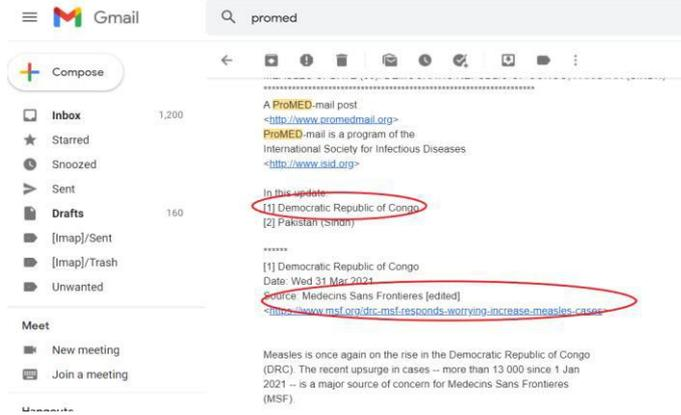 Gmail
promed
Compose
Inbox 1,200
Starred
Snoozed
Sent
Drafts 160
[Imap]/Sent
[Imap]/Trash
Unwanted
Meet
New meeting
Join a meeting
Hangouts
**********************************************************************
A ProMED-mail post
<http://www.promedmail.org>
ProMED-mail is a program of the
International Society for Infectious Diseases
<http://www.isid.org>
In this update
[1] Democratic Republic of Congo
[2] Pakistan (Sindh)
******
[1] Democratic Republic of Congo
Date: Wed 31 Mar 2021
Source: Medecins Sans Frontieres [edited]
<https://www.msf.org/drc-msf-responds-worrying-increase-measles-cases>
Measles is once again on the rise in the Democratic Republic of Congo
(DRC). The recent upsurge in cases -- more than 13 000 since 1 Jan
2021 -- is a major source of concern for Medecins Sans Frontieres
(MSF).